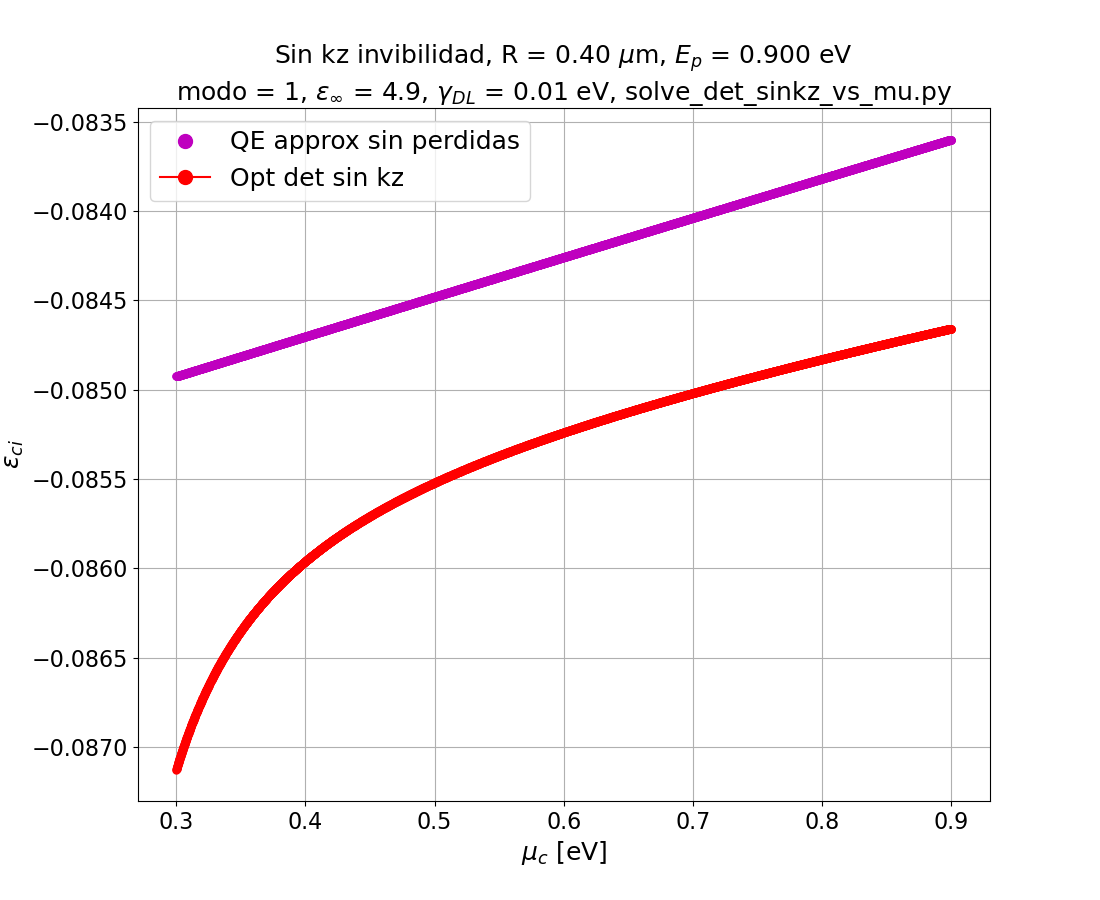 Sin kz invibilidad, R = 0.40 μm, E_p = 0.900 eV
modo = 1, ε_∞ = 4.9, γ_DL = 0.01 eV, solve_det_sinkz_vs_mu.py
QE approx sin perdidas
Opt det sin kz
−0.0835
−0.0840
−0.0845
−0.0850
−0.0855
−0.0860
−0.0865
−0.0870
ε_ci
0.3 0.4 0.5 0.6 0.7 0.8 0.9
μ_c [eV]